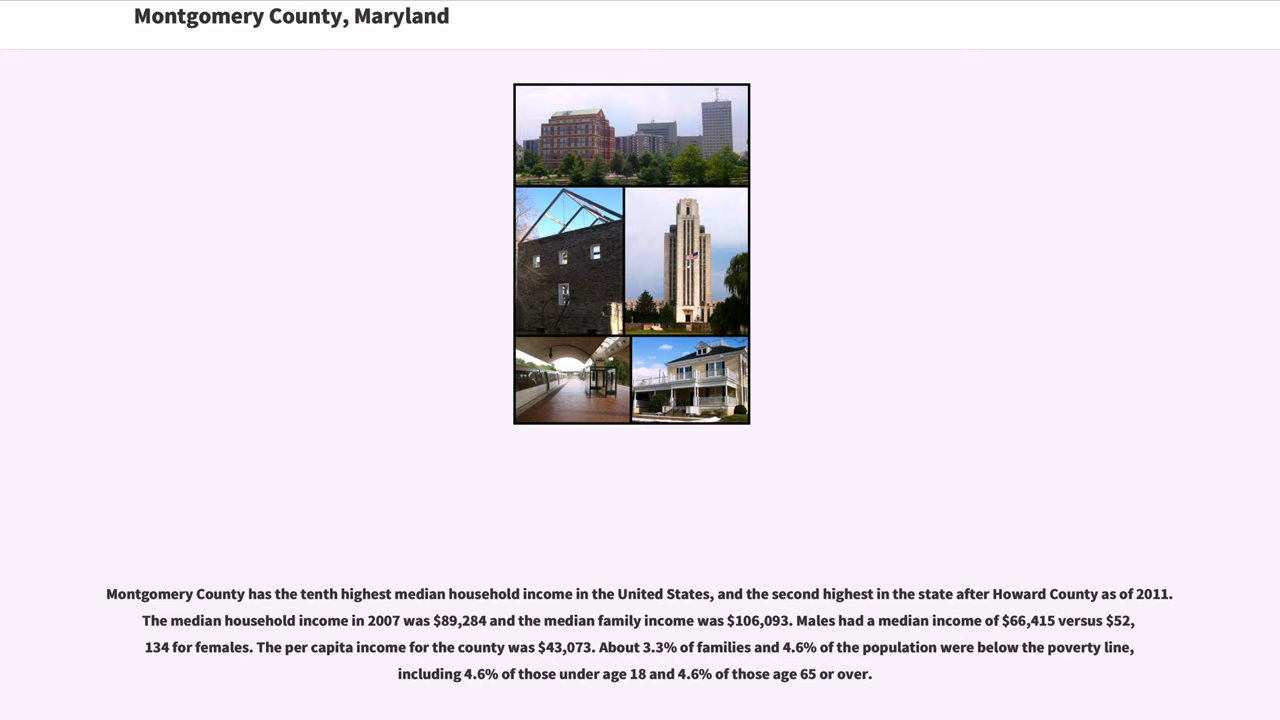 Montgomery County, Maryland
Montgomery County has the tenth highest median household income in the United States, and the second highest in the state after Howard County as of 2011.
The median household income in 2007 was $89,284 and the median family income was $106,093. Males had a median income of $66,415 versus $52,
134 for females. The per capita income for the county was $43,073. About 3.3% of families and 4.6% of the population were below the poverty line,
including 4.6% of those under age 18 and 4.6% of those age 65 or over.